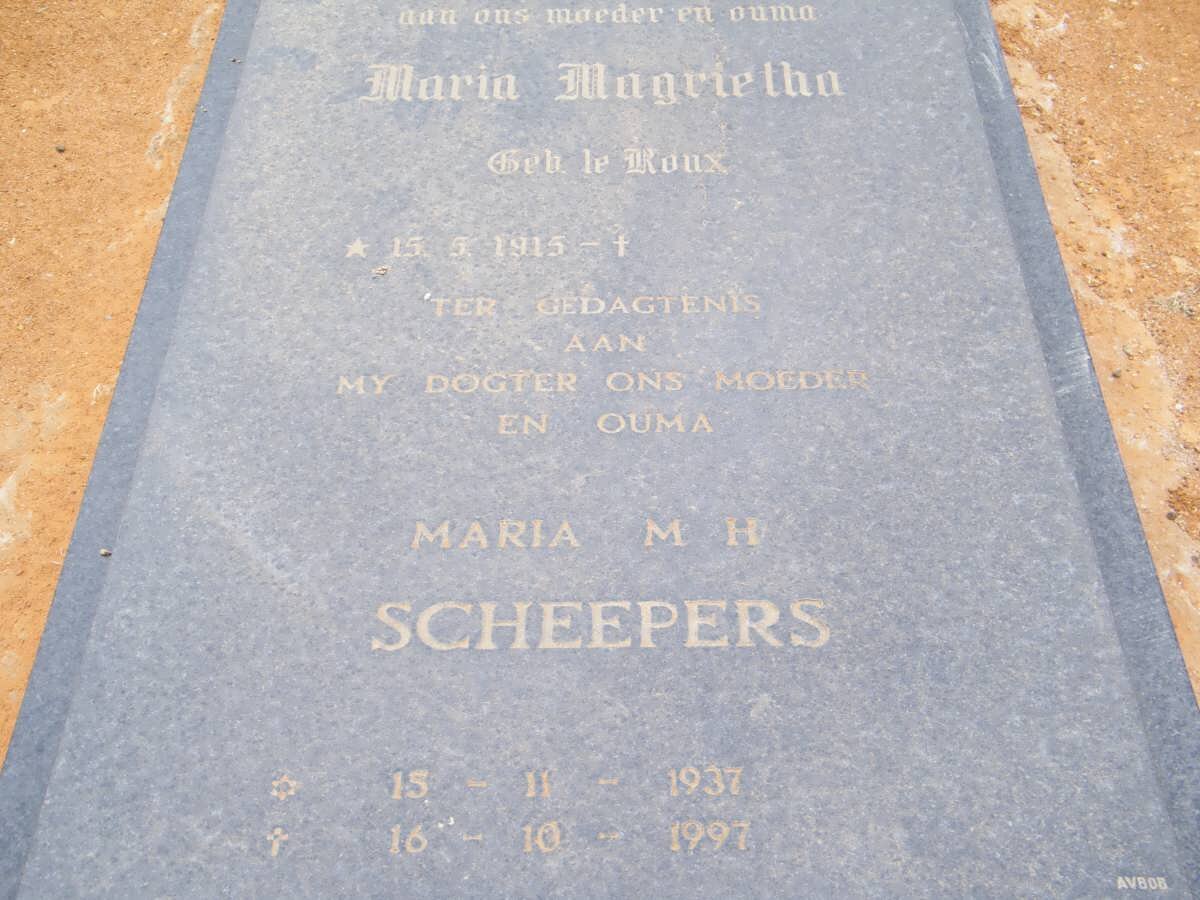 aan ons moeder en ouma
Maria Magrietha
Geb. le Roux
★ 15. 5. 1915 – †
TER GEDAGTENIS
AAN
MY DOGTER ONS MOEDER
EN OUMA
MARIA M H
SCHEEPERS
✡ 15 - 11 - 1937
† 16 - 10 - 1997
AVBOB